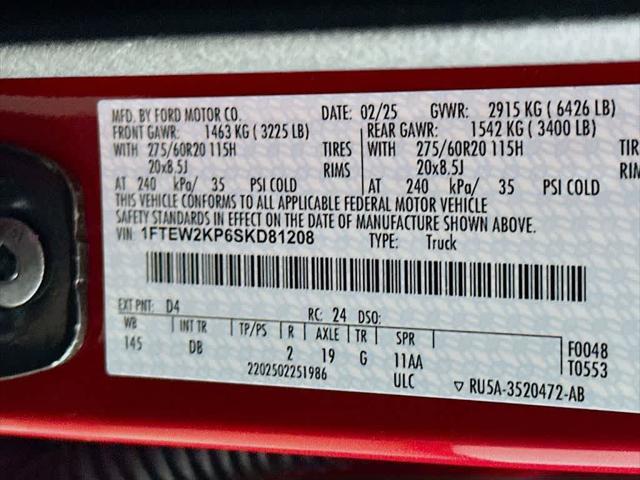 MFD. BY FORD MOTOR CO. DATE: 02/25 GVWR: 2915 KG ( 6426 LB)
FRONT GAWR: 1463 KG ( 3225 LB) REAR GAWR: 1542 KG ( 3400 LB)
WITH 275/60R20 115H TIRES WITH 275/60R20 115H TIR
20x8.5J RIMS 20x8.5J RIM
AT 240 kPa/ 35 PSI COLD AT 240 kPa/ 35 PSI COLD
THIS VEHICLE CONFORMS TO ALL APPLICABLE FEDERAL MOTOR VEHICLE
SAFETY STANDARDS IN EFFECT ON THE DATE OF MANUFACTURE SHOWN ABOVE.
VIN 1FTEW2KP6SKD81208 TYPE: Truck
EXT PNT: D4 RC: 24 DSO:
WB INT TR TP/PS R AXLE TR SPR F0048
145 DB 2 19 G 11AA T0553
2202502251986 ULC ▽ RU5A-3520472-AB